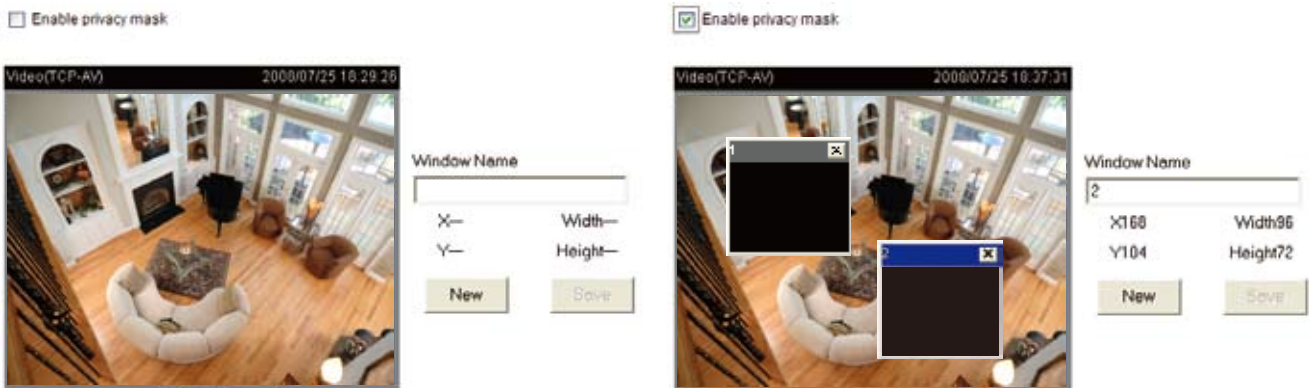 Enable privacy mask
Video(TCP-AV) 2008/07/25 18:29:26
Window Name
X— Width—
Y— Height—
New Save
Enable privacy mask
Video(TCP-AV) 2008/07/25 18:37:31
1
2
Window Name
2
X168 Width96
Y104 Height72
New Save